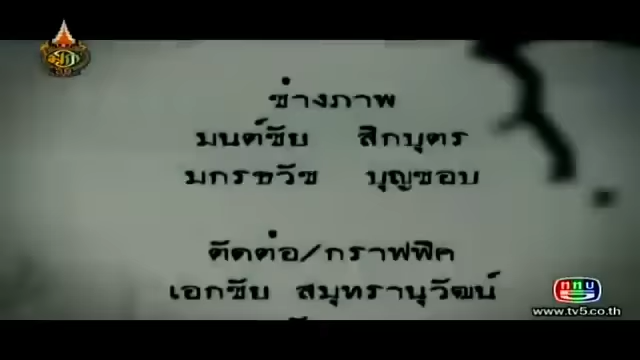 ช่างภาพ
มนต์ชัย สิกบุตร
มกรธวัช บุญชอบ
ตัดต่อ/กราฟฟิค
เอกชัย สมุทรานุวัฒน์
ททบ
www.tv5.co.th